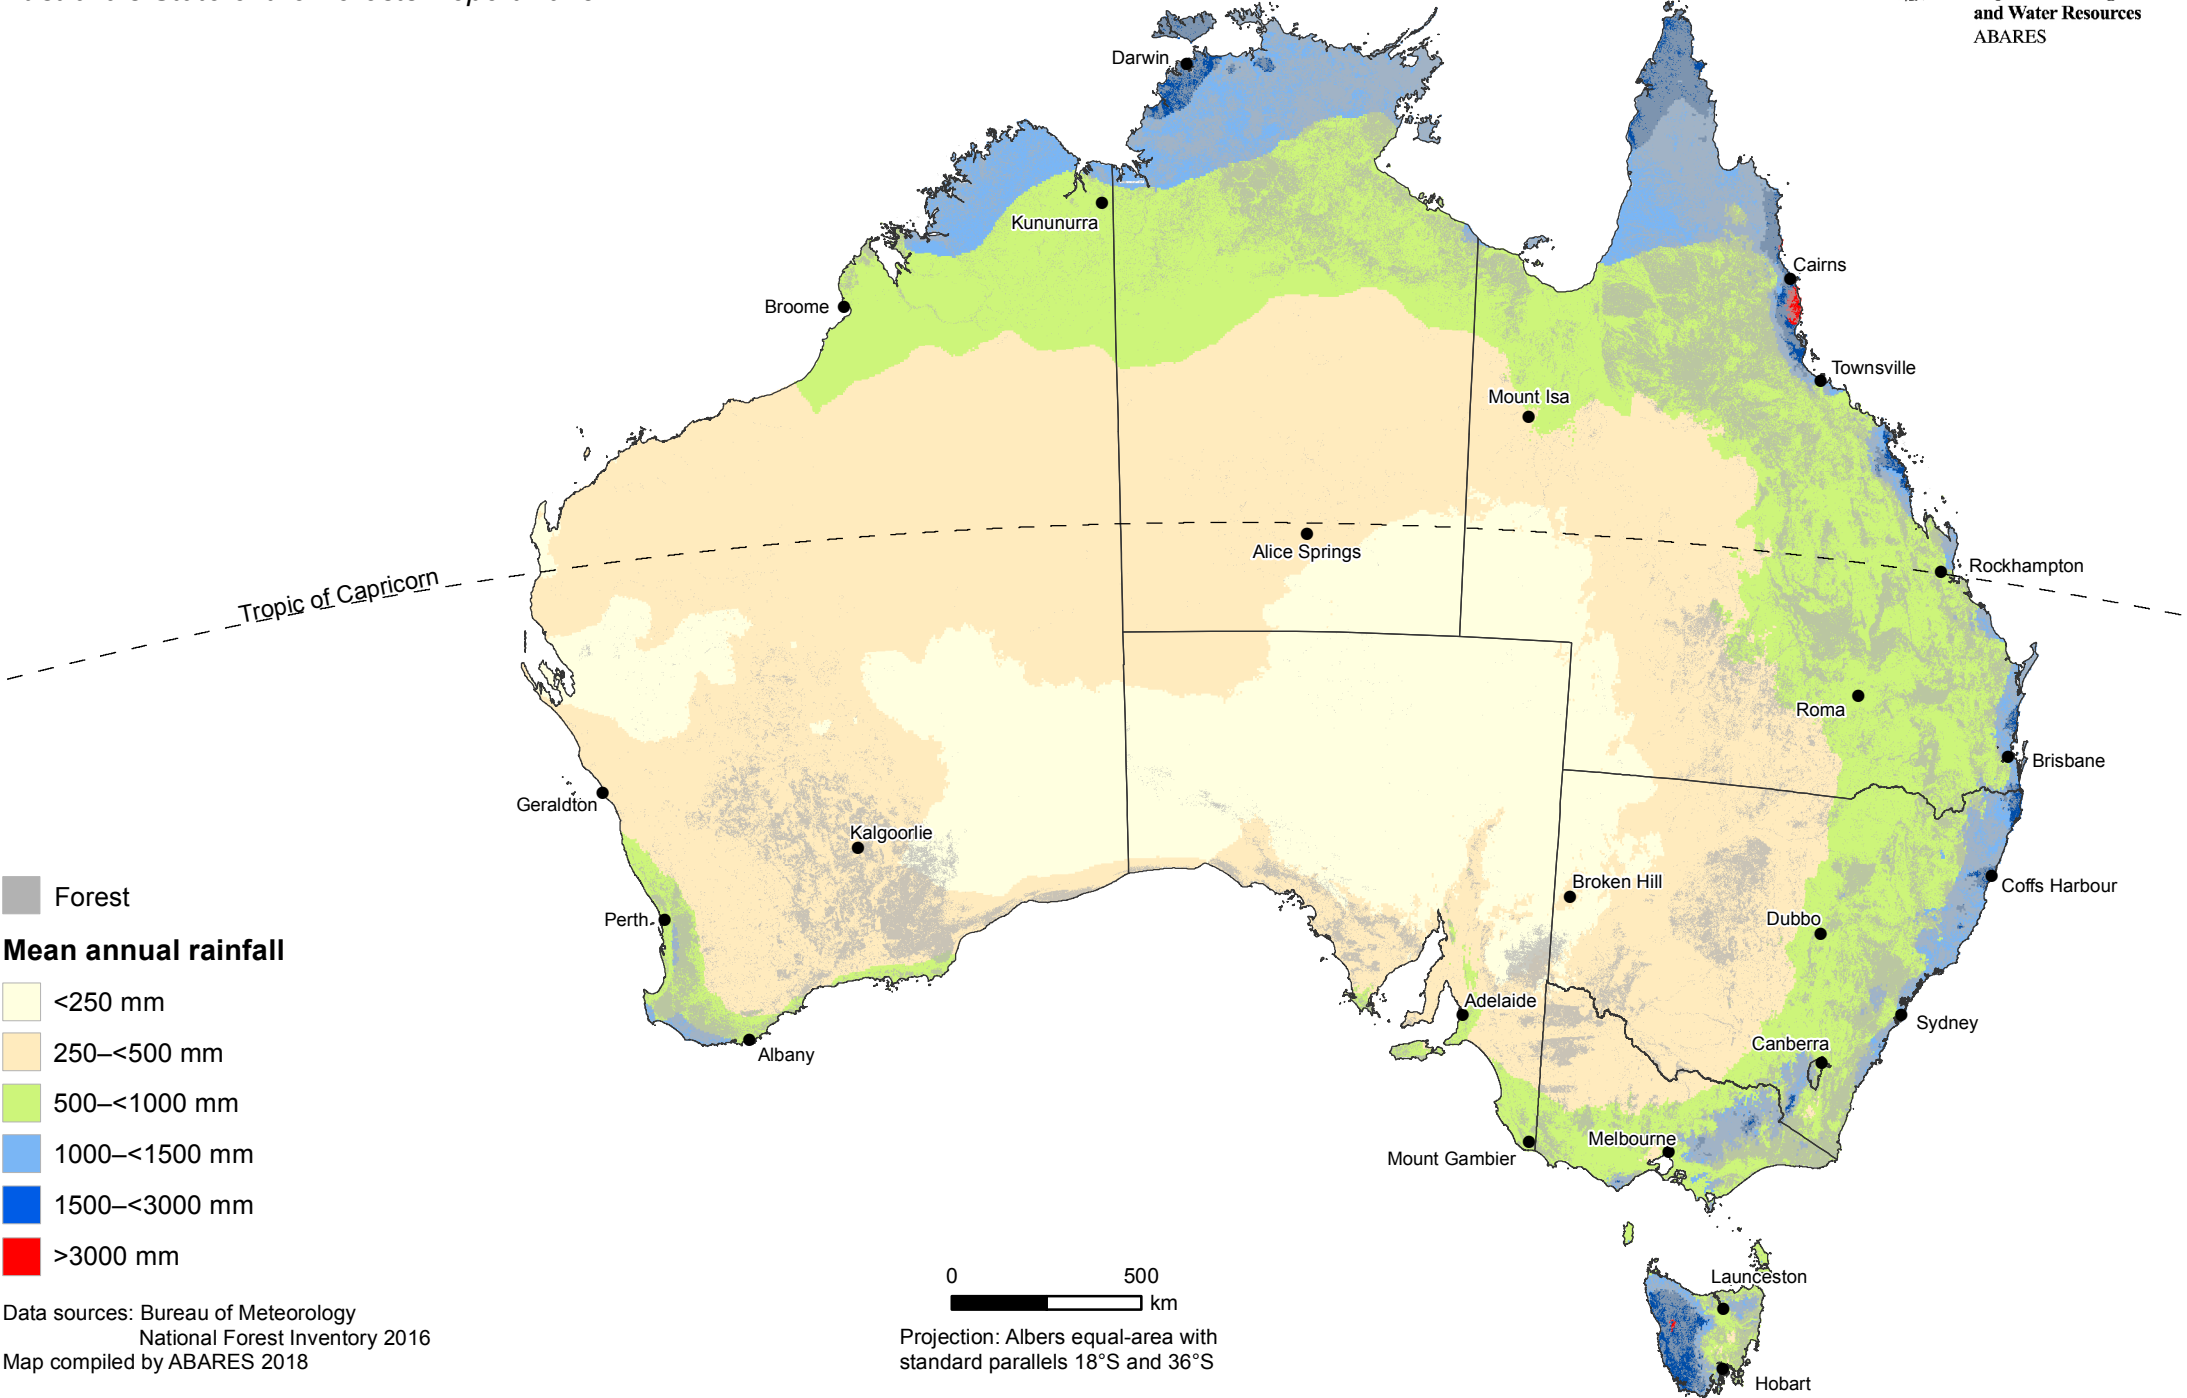 and Water Resources
ABARES
Darwin
Kununurra
Cairns
Broome
Townsville
Mount Isa
Alice Springs
Rockhampton
Tropic of Capricorn
Roma
Brisbane
Geraldton
Kalgoorlie
Broken Hill
Coffs Harbour
Dubbo
Perth
Adelaide
Sydney
Canberra
Albany
Melbourne
Mount Gambier
Launceston
Hobart
Forest
Mean annual rainfall
<250 mm
250–<500 mm
500–<1000 mm
1000–<1500 mm
1500–<3000 mm
>3000 mm
Data sources: Bureau of Meteorology
National Forest Inventory 2016
Map compiled by ABARES 2018
0 500
km
Projection: Albers equal-area with
standard parallels 18°S and 36°S